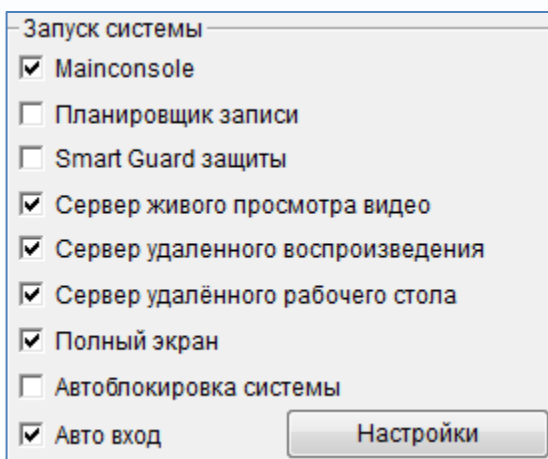 Запуск системы
Mainconsole
Планировщик записи
Smart Guard защиты
Сервер живого просмотра видео
Сервер удаленного воспроизведения
Сервер удалённого рабочего стола
Полный экран
Автоблокировка системы
Авто вход Настройки